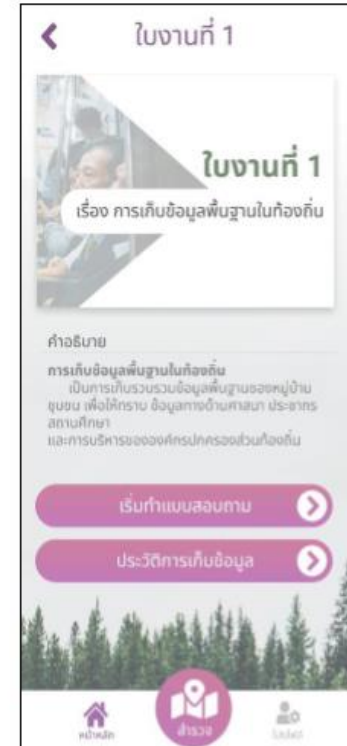 ใบงานที่ 1
ใบงานที่ 1
เรื่อง การเก็บข้อมูลพื้นฐานในท้องถิ่น
คำอธิบาย
การเก็บข้อมูลพื้นฐานในท้องถิ่น
เป็นการเก็บรวบรวมข้อมูลพื้นฐานของหมู่บ้าน
ชุมชน เพื่อให้ทราบ ข้อมูลทางด้านศาสนา ประชากร
สถานศึกษา
และการบริหารขององค์กรปกครองส่วนท้องถิ่น
เริ่มทำแบบสอบถาม
ประวัติการเก็บข้อมูล
หน้าหลัก
สำรวจ
โปรไฟล์